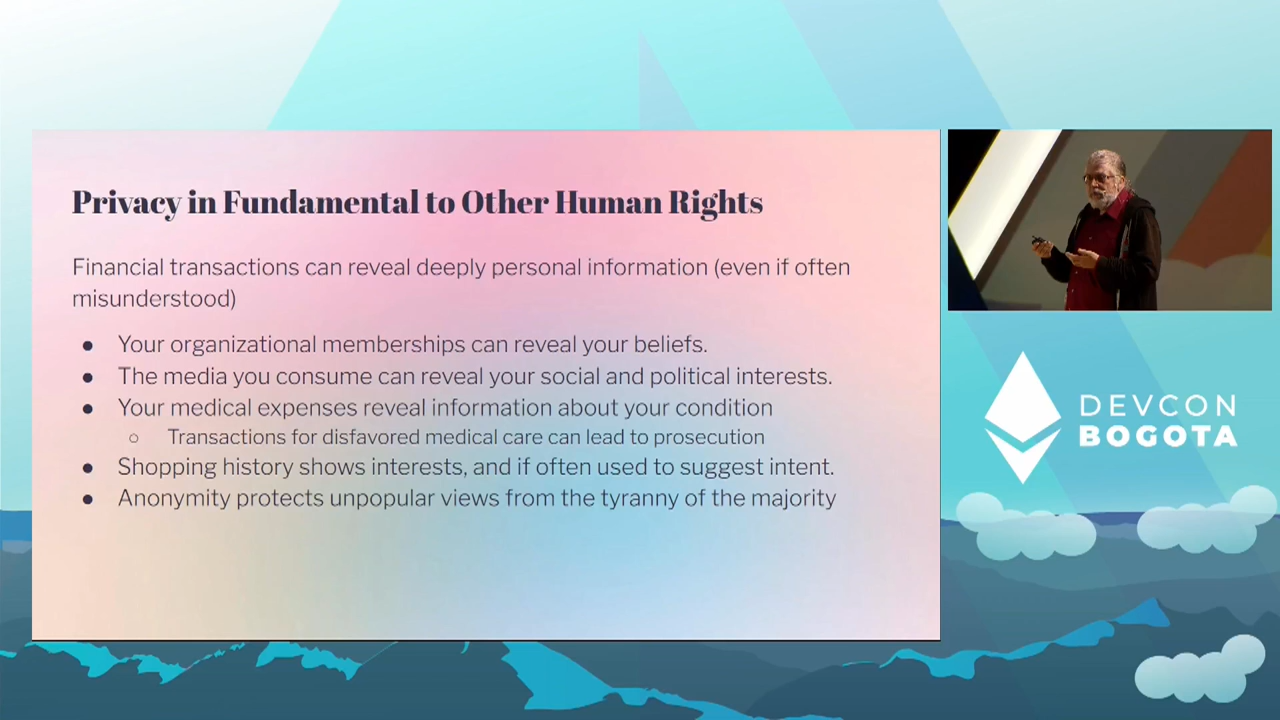 Privacy in Fundamental to Other Human Rights
Financial transactions can reveal deeply personal information (even if often
misunderstood)
● Your organizational memberships can reveal your beliefs.
● The media you consume can reveal your social and political interests.
● Your medical expenses reveal information about your condition
○ Transactions for disfavored medical care can lead to prosecution
● Shopping history shows interests, and if often used to suggest intent.
● Anonymity protects unpopular views from the tyranny of the majority
DEVCON
BOGOTA